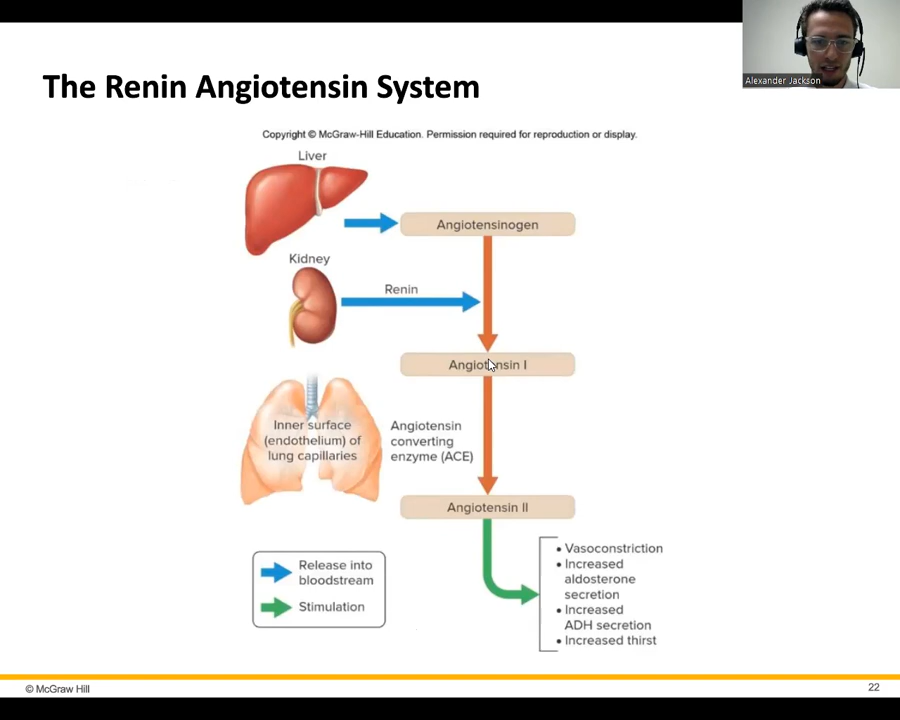 Alexander Jackson
The Renin Angiotensin System
Copyright © McGraw-Hill Education. Permission required for reproduction or display.
Liver
Angiotensinogen
Kidney
Renin
Angiotensin I
Inner surface
(endothelium) of
lung capillaries
Angiotensin
converting
enzyme (ACE)
Angiotensin II
Release into
bloodstream
Stimulation
• Vasoconstriction
• Increased
aldosterone
secretion
• Increased
ADH secretion
• Increased thirst
© McGraw Hill
22